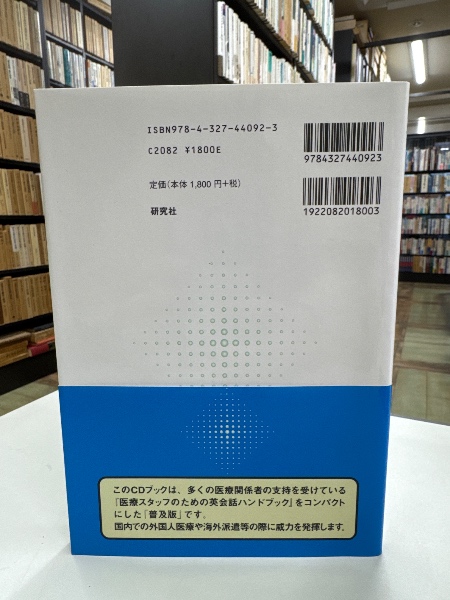 ISBN978-4-327-44092-3
C2082 ¥1800E
定価(本体 1,800 円+税)
研究社
9784327440923
1922082018003
このCDブックは、多くの医療関係者の支持を受けている
『医療スタッフのための英会話ハンドブック』をコンパクト
にした「普及版」です。
国内での外国人医療や海外派遣等の際に威力を発揮します。